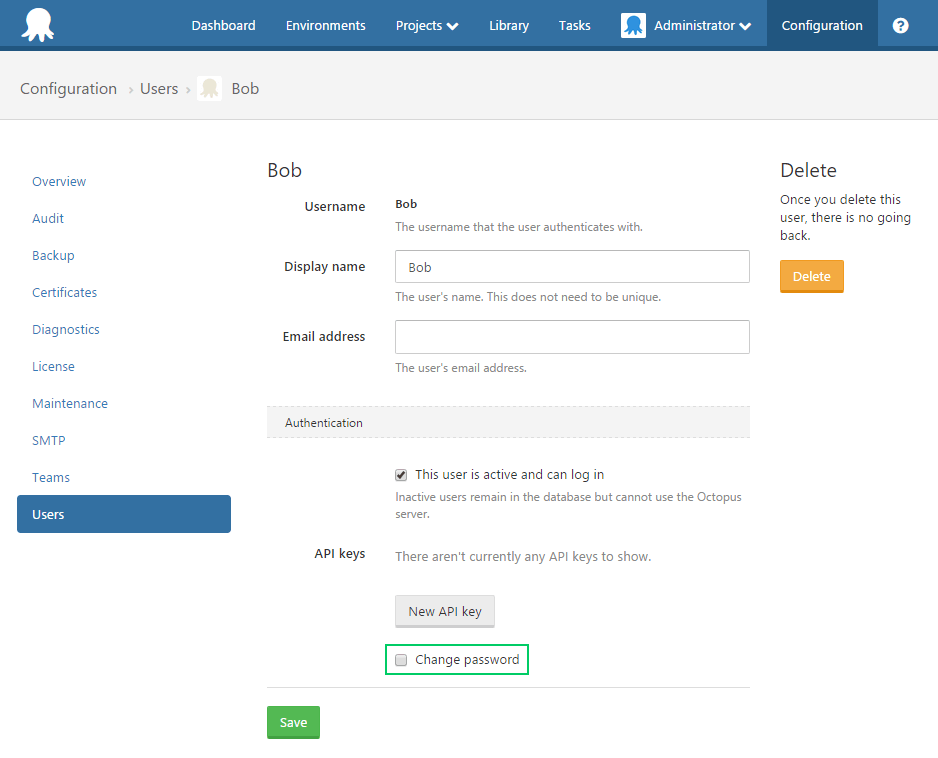 Dashboard Environments Projects Library Tasks Administrator Configuration ?
Configuration › Users › Bob
Overview
Audit
Backup
Certificates
Diagnostics
License
Maintenance
SMTP
Teams
Users
Bob
Username Bob
The username that the user authenticates with.
Display name Bob
The user's name. This does not need to be unique.
Email address
The user's email address.
Authentication
This user is active and can log in
Inactive users remain in the database but cannot use the Octopus
server.
API keys There aren't currently any API keys to show.
New API key
Change password
Save
Delete
Once you delete this
user, there is no going
back.
Delete